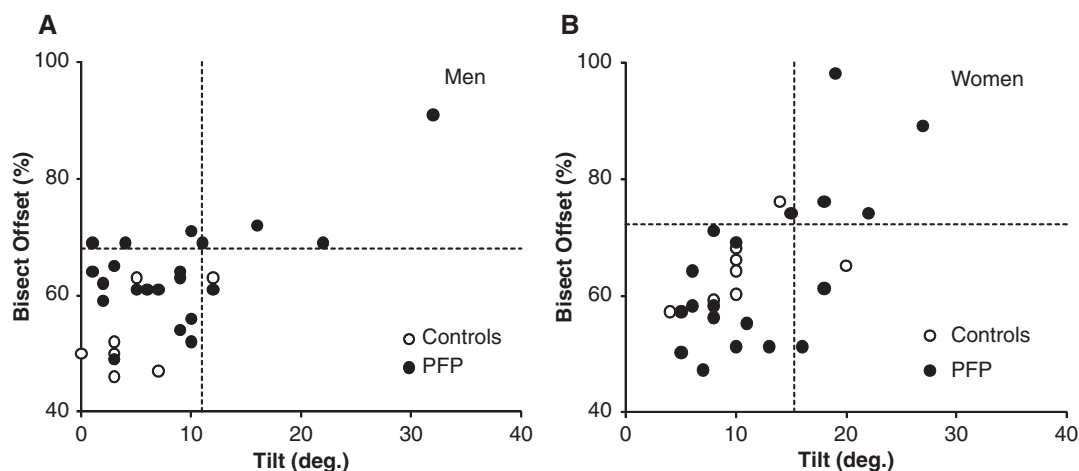 A
100
80
60
40
Bisect Offset (%)
Men
Controls
PFP
0 10 20 30 40
Tilt (deg.)
B
100
80
60
40
Bisect Offset (%)
Women
Controls
PFP
0 10 20 30 40
Tilt (deg.)